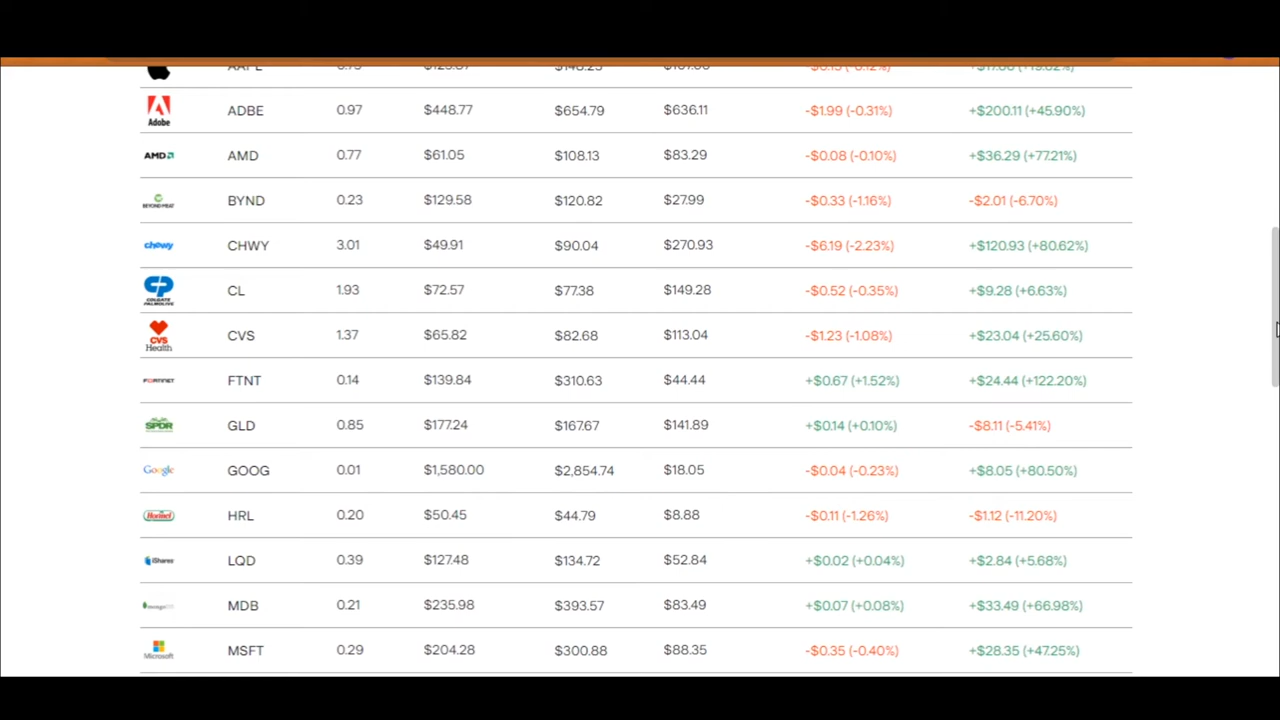 ADBE 0.97 $448.77 $654.79 $636.11 -$1.99 (-0.31%) +$200.11 (+45.90%)
Adobe
AMD AMD 0.77 $61.05 $108.13 $83.29 -$0.08 (-0.10%) +$36.29 (+77.21%)
BEYOND MEAT BYND 0.23 $129.58 $120.82 $27.99 -$0.33 (-1.16%) -$2.01 (-6.70%)
chewy CHWY 3.01 $49.91 $90.04 $270.93 -$6.19 (-2.23%) +$120.93 (+80.62%)
CL 1.93 $72.57 $77.38 $149.28 -$0.52 (-0.35%) +$9.28 (+6.63%)
COLGATE-PALMOLIVE
CVS 1.37 $65.82 $82.68 $113.04 -$1.23 (-1.08%) +$23.04 (+25.60%)
CVS
Health
FORTINET FTNT 0.14 $139.84 $310.63 $44.44 +$0.67 (+1.52%) +$24.44 (+122.20%)
SPDR GLD 0.85 $177.24 $167.67 $141.89 +$0.14 (+0.10%) -$8.11 (-5.41%)
Google GOOG 0.01 $1,580.00 $2,854.74 $18.05 -$0.04 (-0.23%) +$8.05 (+80.50%)
Hormel HRL 0.20 $50.45 $44.79 $8.88 -$0.11 (-1.26%) -$1.12 (-11.20%)
iShares LQD 0.39 $127.48 $134.72 $52.84 +$0.02 (+0.04%) +$2.84 (+5.68%)
mongoDB MDB 0.21 $235.98 $393.57 $83.49 +$0.07 (+0.08%) +$33.49 (+66.98%)
Microsoft MSFT 0.29 $204.28 $300.88 $88.35 -$0.35 (-0.40%) +$28.35 (+47.25%)